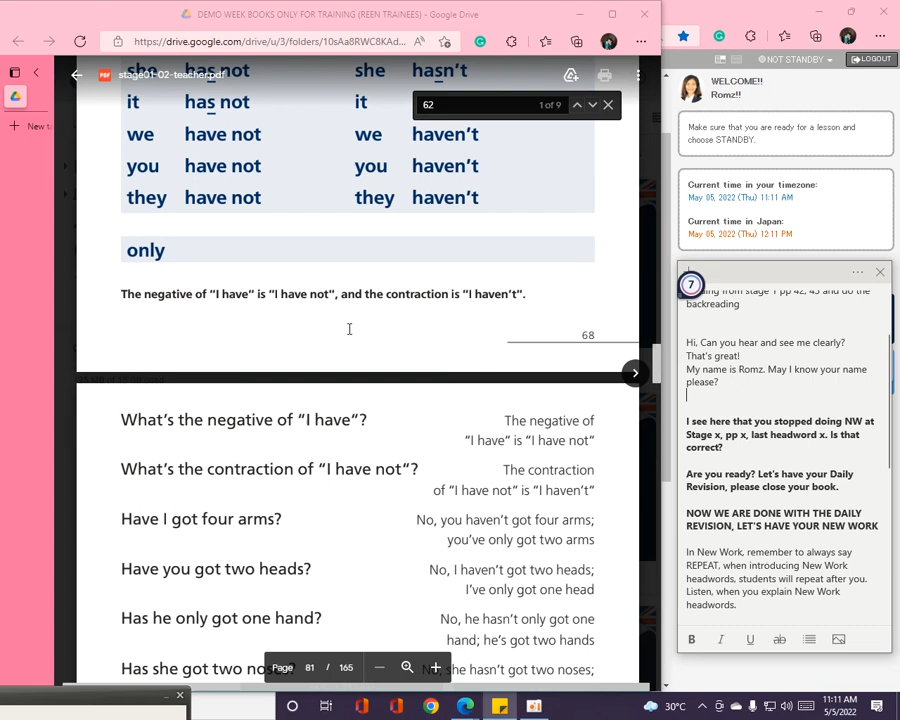 DEMO WEEK BOOKS ONLY FOR TRAINING (REEN TRAINEES) - Google Drive
https://drive.google.com/drive/u/3/folders/10sAa8RWC8KAd...
stage01-02-teacher.pdf
New t
62
1 of 9
she has not she hasn't
it has not it
we have not we haven't
you have not you haven't
they have not they haven't
only
The negative of "I have" is "I have not", and the contraction is "I haven't".
68
What's the negative of "I have"? The negative of
"I have" is "I have not"
What's the contraction of "I have not"? The contraction
of "I have not" is "I haven't"
Have I got four arms? No, you haven't got four arms;
you've only got two arms
Have you got two heads? No, I haven't got two heads;
I've only got one head
Has he only got one hand? No, he hasn't only got one
hand; he's got two hands
Has she got two noses? No, she hasn't got two noses;
Page 81 / 165
NOT STANDBY
LOGOUT
WELCOME!!
Romz!!
Make sure that you are ready for a lesson and
choose STANDBY.
Current time in your timezone:
May 05, 2022 (Thu) 11:11 AM
Current time in Japan:
May 05, 2022 (Thu) 12:11 PM
7
from stage 1 pp 42, 43 and do the
backreading
Hi, Can you hear and see me clearly?
That's great!
My name is Romz. May I know your name
please?
I see here that you stopped doing NW at
Stage x, pp x, last headword x. Is that
correct?
Are you ready? Let's have your Daily
Revision, please close your book.
NOW WE ARE DONE WITH THE DAILY
REVISION, LET'S HAVE YOUR NEW WORK
In New Work, remember to always say
REPEAT, when introducing New Work
headwords, students will repeat after you.
Listen, when you explain New Work
headwords.
B I U ab
30°C
11:11 AM
5/5/2022